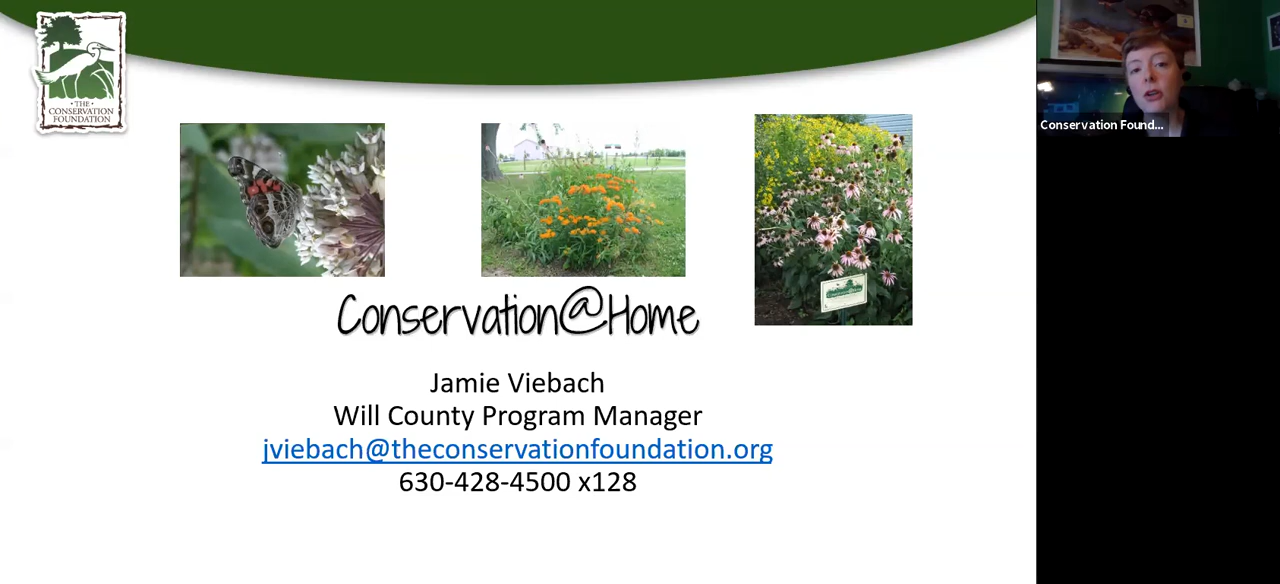 • THE •
CONSERVATION
FOUNDATION
Conservation Found...
Conservation@Home
Jamie Viebach
Will County Program Manager
jviebach@theconservationfoundation.org
630-428-4500 x128